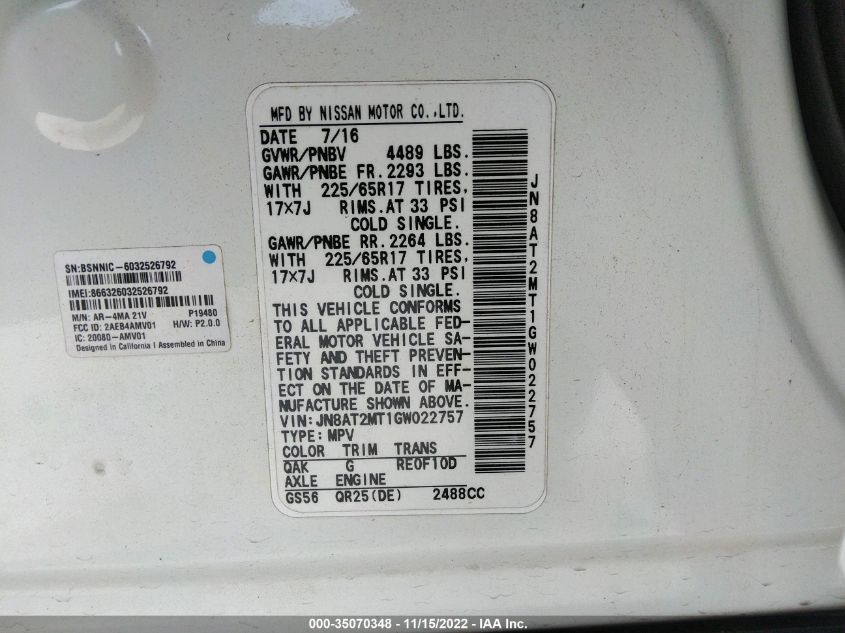 SN:BSNNIC-6032526792
IMEI:866326032526792
M/N: AR-4MA 21V P19480
FCC ID: 2AEB4AMV01 H/W: P2.0.0
IC: 20080-AMV01
Designed in California I Assembled in China
MFD BY NISSAN MOTOR CO.,LTD.
DATE 7/16
GVWR/PNBV 4489 LBS.
GAWR/PNBE FR. 2293 LBS.
WITH 225/65R17 TIRES,
17×7J RIMS.AT 33 PSI
COLD SINGLE.
GAWR/PNBE RR. 2264 LBS.
WITH 225/65R17 TIRES,
17×7J RIMS.AT 33 PSI
COLD SINGLE.
THIS VEHICLE CONFORMS
TO ALL APPLICABLE FED-
ERAL MOTOR VEHICLE SA-
FETY AND THEFT PREVEN-
TION STANDARDS IN EFF-
ECT ON THE DATE OF MA-
NUFACTURE SHOWN ABOVE.
VIN: JN8AT2MT1GW022757
TYPE: MPV
COLOR TRIM TRANS
QAK G RE0F10D
AXLE ENGINE
GS56 QR25(DE) 2488CC
JN8AT2MT1GW022757
000-35070348 - 11/15/2022 - IAA Inc.